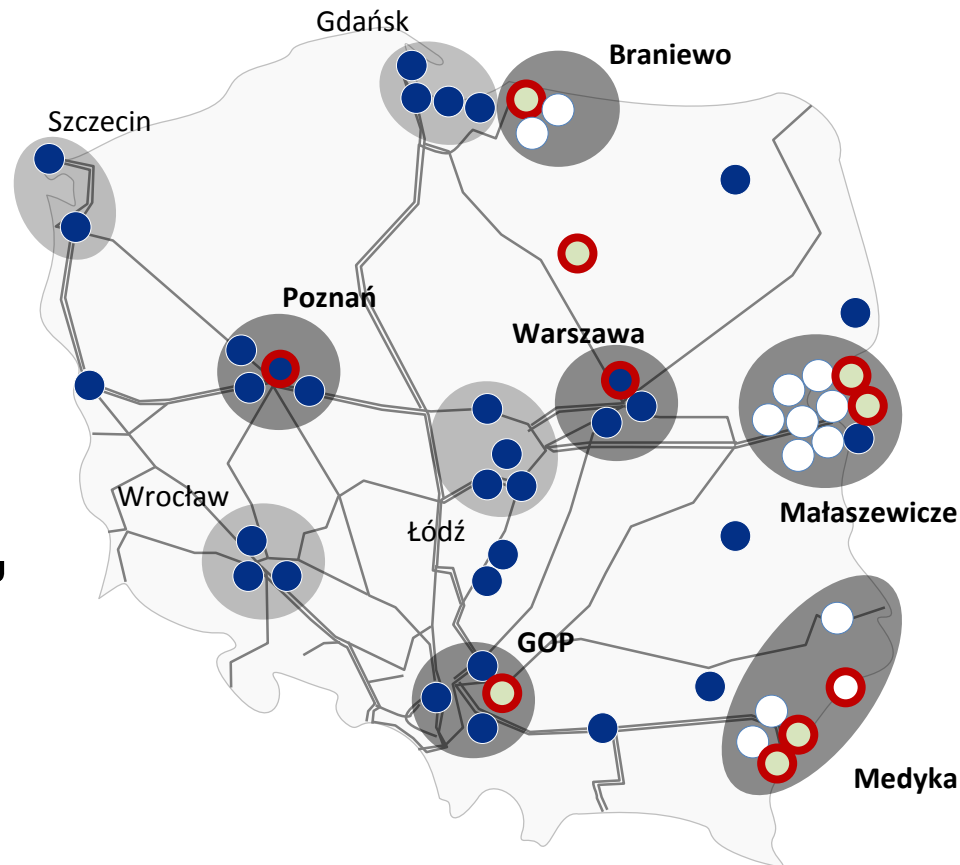 Gdańsk
Braniewo
Szczecin
Poznań
Warszawa
Wrocław
Łódź
Małaszewicze
GOP
Medyka